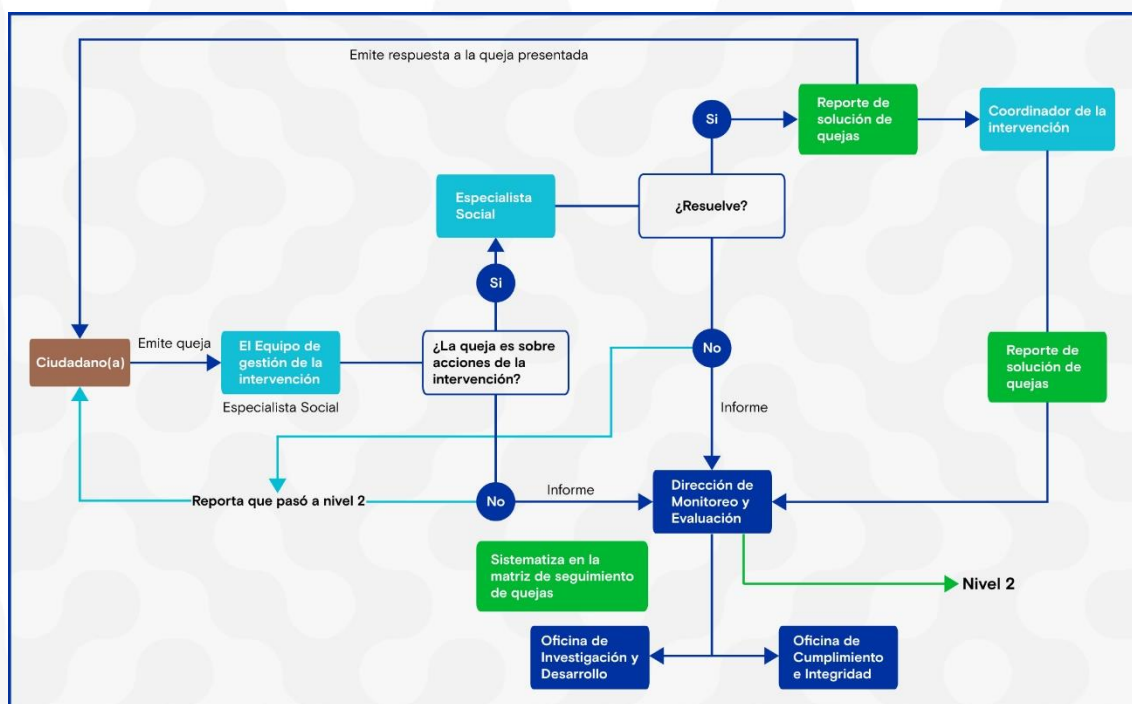 Emite respuesta a la queja presentada
Si
Reporte de
solución de
quejas
Coordinador de la
intervención
Especialista
Social
¿Resuelve?
Si
Ciudadano(a)
Emite queja
El Equipo de
gestión de la
intervención
Especialista Social
¿La queja es sobre
acciones de la
intervención?
No
Reporte de
solución de
quejas
Informe
Reporta que pasó a nivel 2
No
Informe
Dirección de
Monitoreo y
Evaluación
Sistematiza en la
matriz de seguimiento
de quejas
Nivel 2
Oficina de
Investigación y
Desarrollo
Oficina de
Cumplimiento
e Integridad